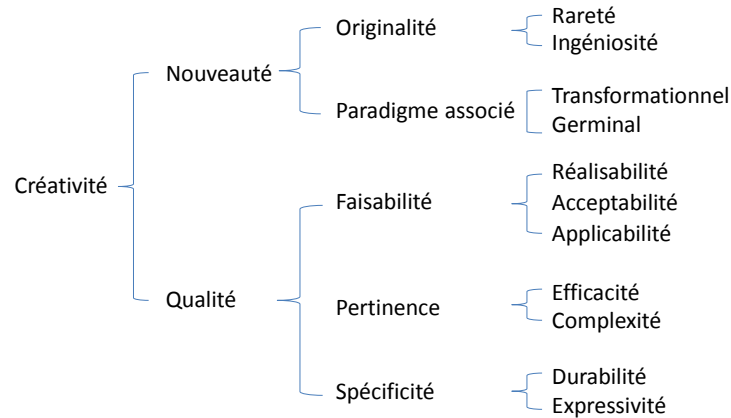 Créativité
Nouveauté
Originalité
Rareté
Ingéniosité
Paradigme associé
Transformationnel
Germinal
Qualité
Faisabilité
Réalisabilité
Acceptabilité
Applicabilité
Pertinence
Efficacité
Complexité
Spécificité
Durabilité
Expressivité